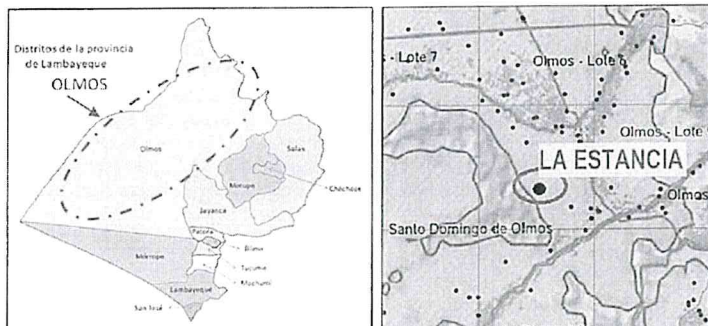 Distritos de la provincia
de Lambayeque
OLMOS
Olmos
Salas
Motupe
Chochope
Jayanca
Pacora
Illimo
Túcume
Mochumí
Mórrope
Lambayeque
San José
- Lote 7
Olmos - Lote 6
Olmos - Lote
LA ESTANCIA
Olmos
Santo Domingo de Olmos